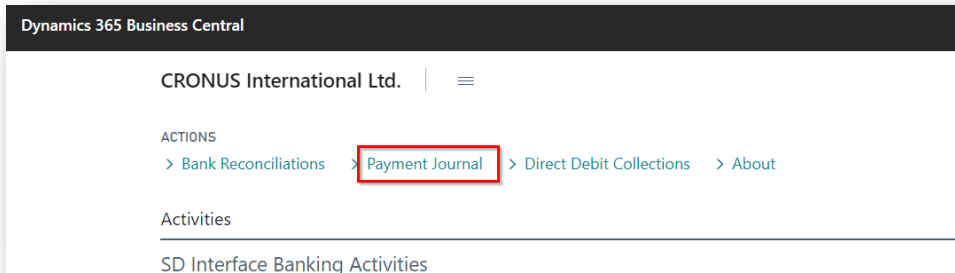 Dynamics 365 Business Central
CRONUS International Ltd.
ACTIONS
> Bank Reconciliations > Payment Journal > Direct Debit Collections > About
Activities
SD Interface Banking Activities